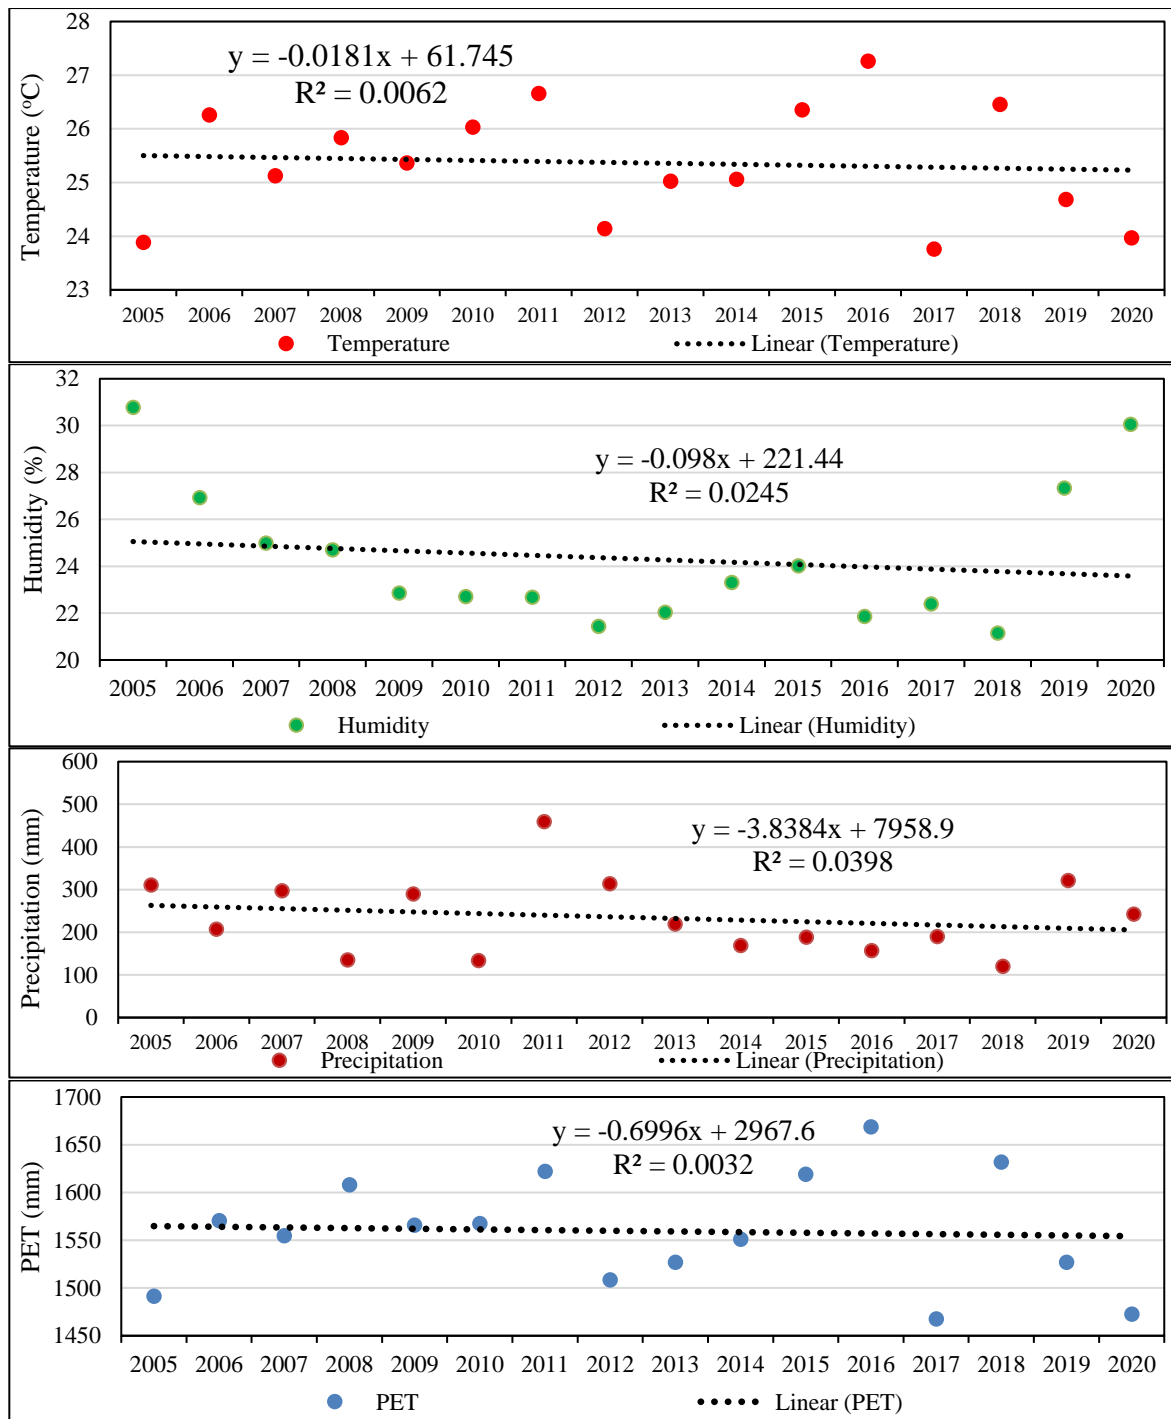 28
27
26
25
24
23
Temperature (°C)
y = -0.0181x + 61.745
R² = 0.0062
2005 2006 2007 2008 2009 2010 2011 2012 2013 2014 2015 2016 2017 2018 2019 2020
Temperature Linear (Temperature)
32
30
28
26
24
22
20
Humidity (%)
y = -0.098x + 221.44
R² = 0.0245
2005 2006 2007 2008 2009 2010 2011 2012 2013 2014 2015 2016 2017 2018 2019 2020
Humidity Linear (Humidity)
600
500
400
300
200
100
0
Precipitation (mm)
y = -3.8384x + 7958.9
R² = 0.0398
2005 2006 2007 2008 2009 2010 2011 2012 2013 2014 2015 2016 2017 2018 2019 2020
Precipitation Linear (Precipitation)
1700
1650
1600
1550
1500
1450
PET (mm)
y = -0.6996x + 2967.6
R² = 0.0032
2005 2006 2007 2008 2009 2010 2011 2012 2013 2014 2015 2016 2017 2018 2019 2020
PET Linear (PET)